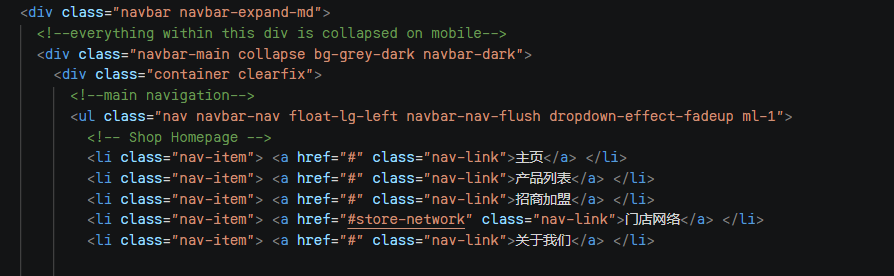 <div class="navbar navbar-expand-md">
<!--everything within this div is collapsed on mobile-->
<div class="navbar-main collapse bg-grey-dark navbar-dark">
<div class="container clearfix">
<!--main navigation-->
<ul class="nav navbar-nav float-lg-left navbar-nav-flush dropdown-effect-fadeup ml-1">
<!-- Shop Homepage -->
<li class="nav-item"> <a href="#" class="nav-link">主页</a> </li>
<li class="nav-item"> <a href="#" class="nav-link">产品列表</a> </li>
<li class="nav-item"> <a href="#" class="nav-link">招商加盟</a> </li>
<li class="nav-item"> <a href="#store-network" class="nav-link">门店网络</a> </li>
<li class="nav-item"> <a href="#" class="nav-link">关于我们</a> </li>